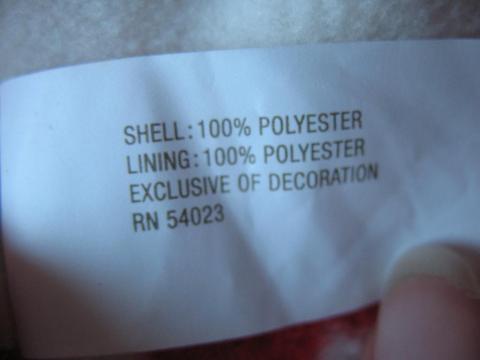 SHELL: 100% POLYESTER
LINING: 100% POLYESTER
EXCLUSIVE OF DECORATION
RN 54023